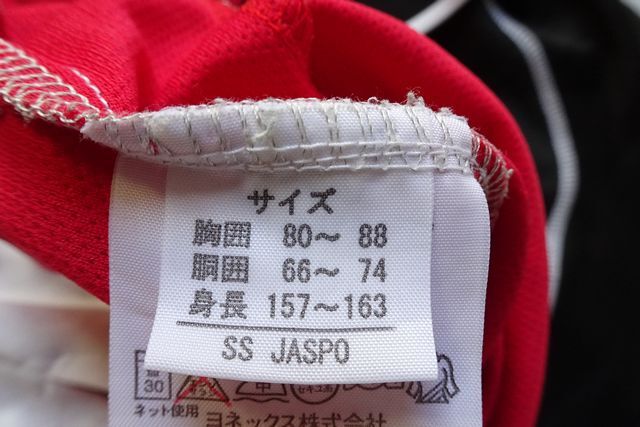 サイズ
胸囲 80～ 88
胴囲 66～ 74
身長 157～163
SS JASPO
30
ネット使用
ヨネックス株式会社